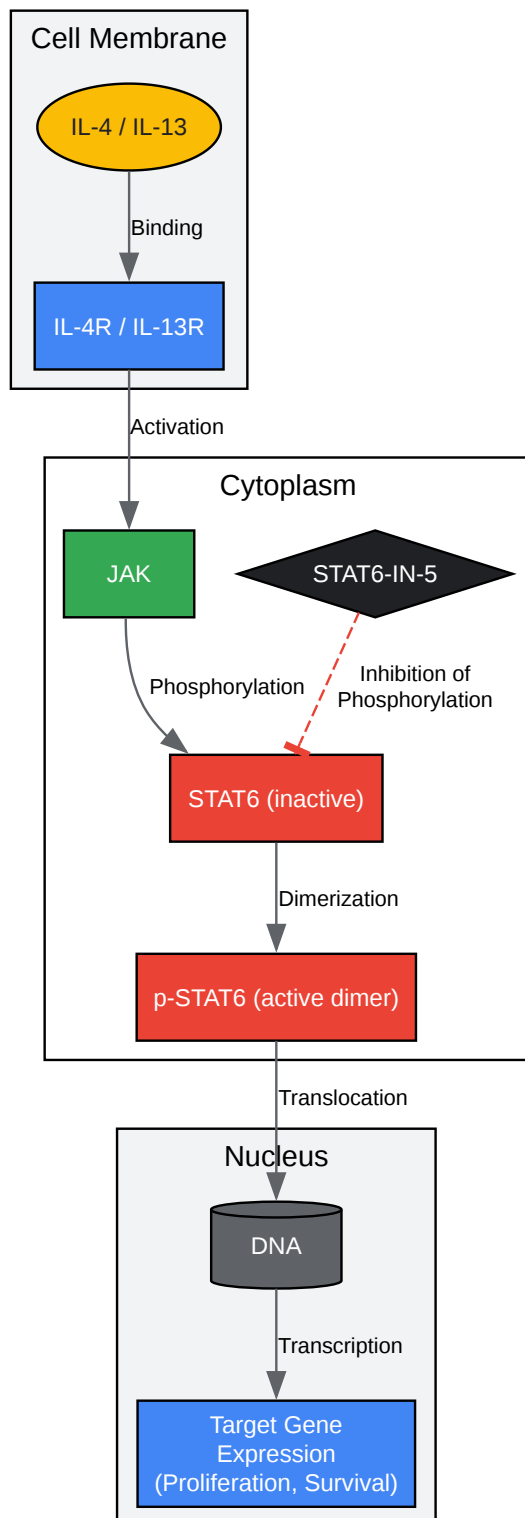 Cell Membrane
IL-4 / IL-13
Binding
IL-4R / IL-13R
Activation
Cytoplasm
JAK
STAT6-IN-5
Phosphorylation
Inhibition of
Phosphorylation
STAT6 (inactive)
Dimerization
p-STAT6 (active dimer)
Translocation
Nucleus
DNA
Transcription
Target Gene
Expression
(Proliferation, Survival)